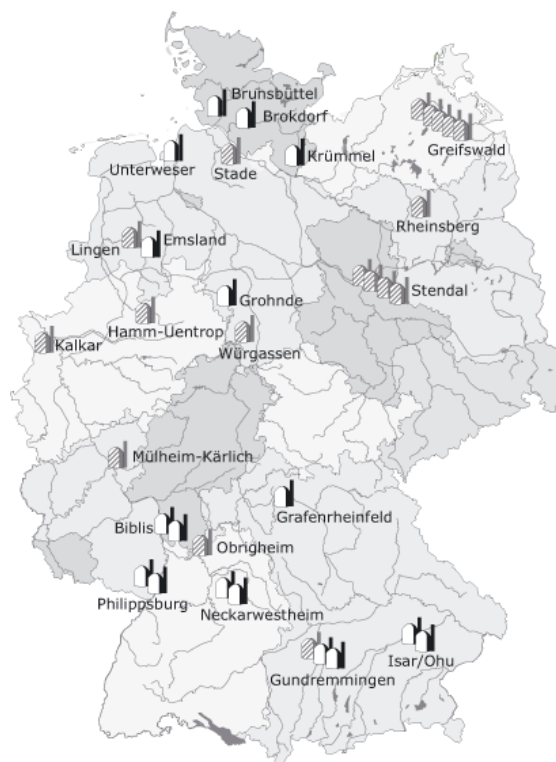 Brunsbüttel
Brokdorf
Greifswald
Unterweser
Stade
Krümmel
Rheinsberg
Lingen
Emsland
Stendal
Grohnde
Hamm-Uentrop
Kalkar
Würgassen
Mülheim-Kärlich
Grafenrheinfeld
Biblis
Obrigheim
Philippsburg
Neckarwestheim
Isar/Ohu
Gundremmingen